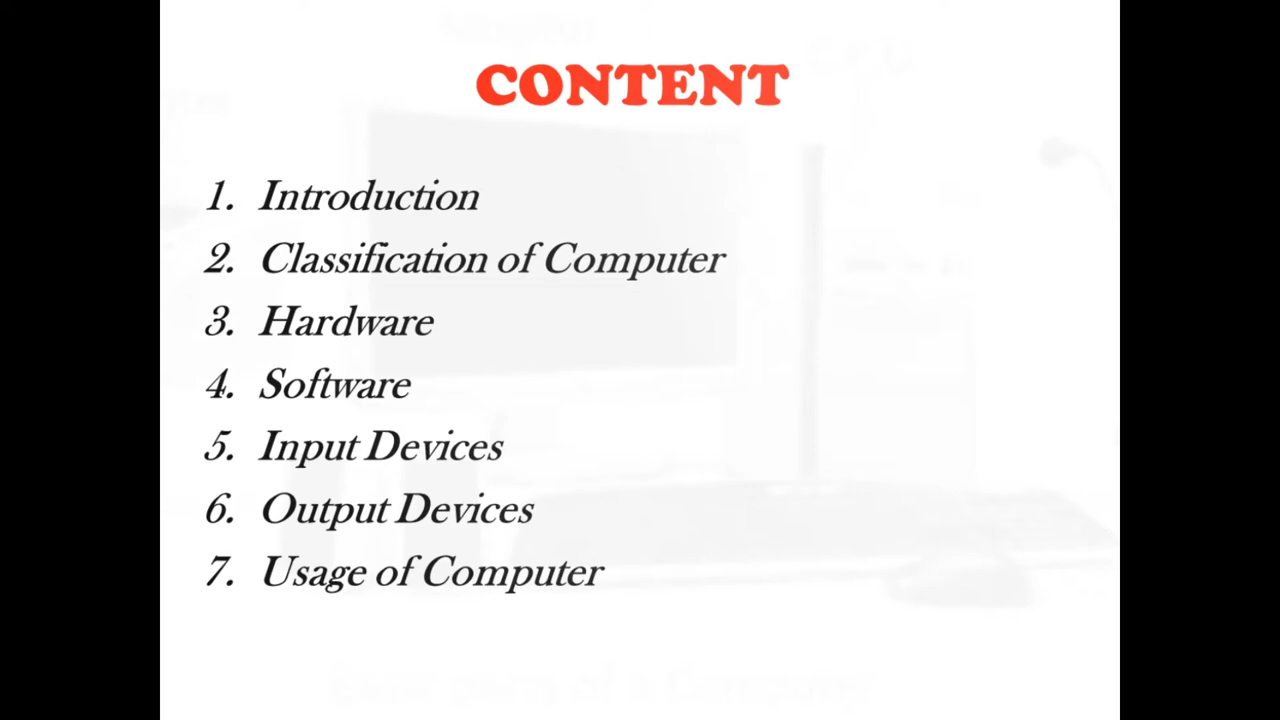 CONTENT
1. Introduction
2. Classification of Computer
3. Hardware
4. Software
5. Input Devices
6. Output Devices
7. Usage of Computer